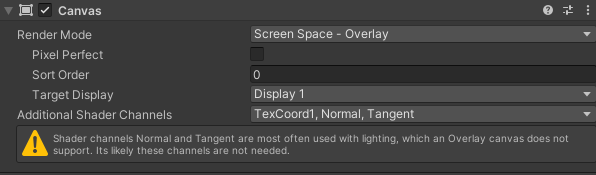 Canvas
Render Mode Screen Space - Overlay
Pixel Perfect
Sort Order 0
Target Display Display 1
Additional Shader Channels TexCoord1, Normal, Tangent
Shader channels Normal and Tangent are most often used with lighting, which an Overlay canvas does not
support. Its likely these channels are not needed.